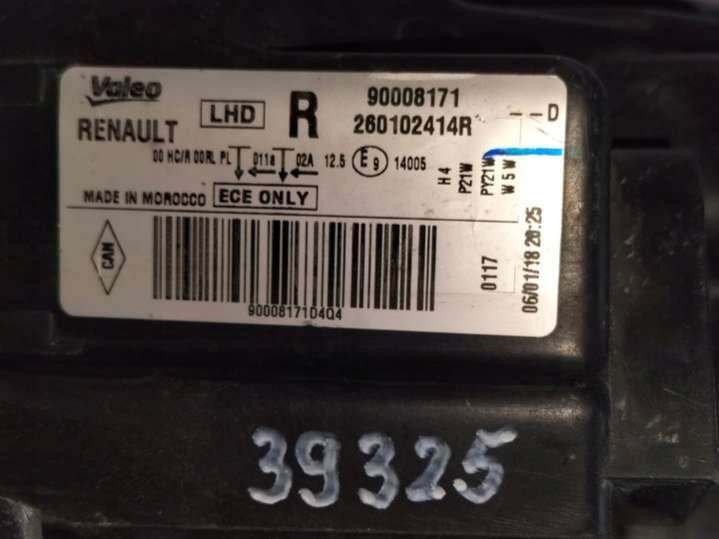 Valeo
RENAULT
LHD
R
90008171
260102414R
--D
00 HC/R 00RL PL 011a 02A 12.5 E9 14005
H4
P21W
PY21W
W5W
MADE IN MOROCCO
ECE ONLY
CAN
0117
06/01/18 20:25
9000817104Q4
39325